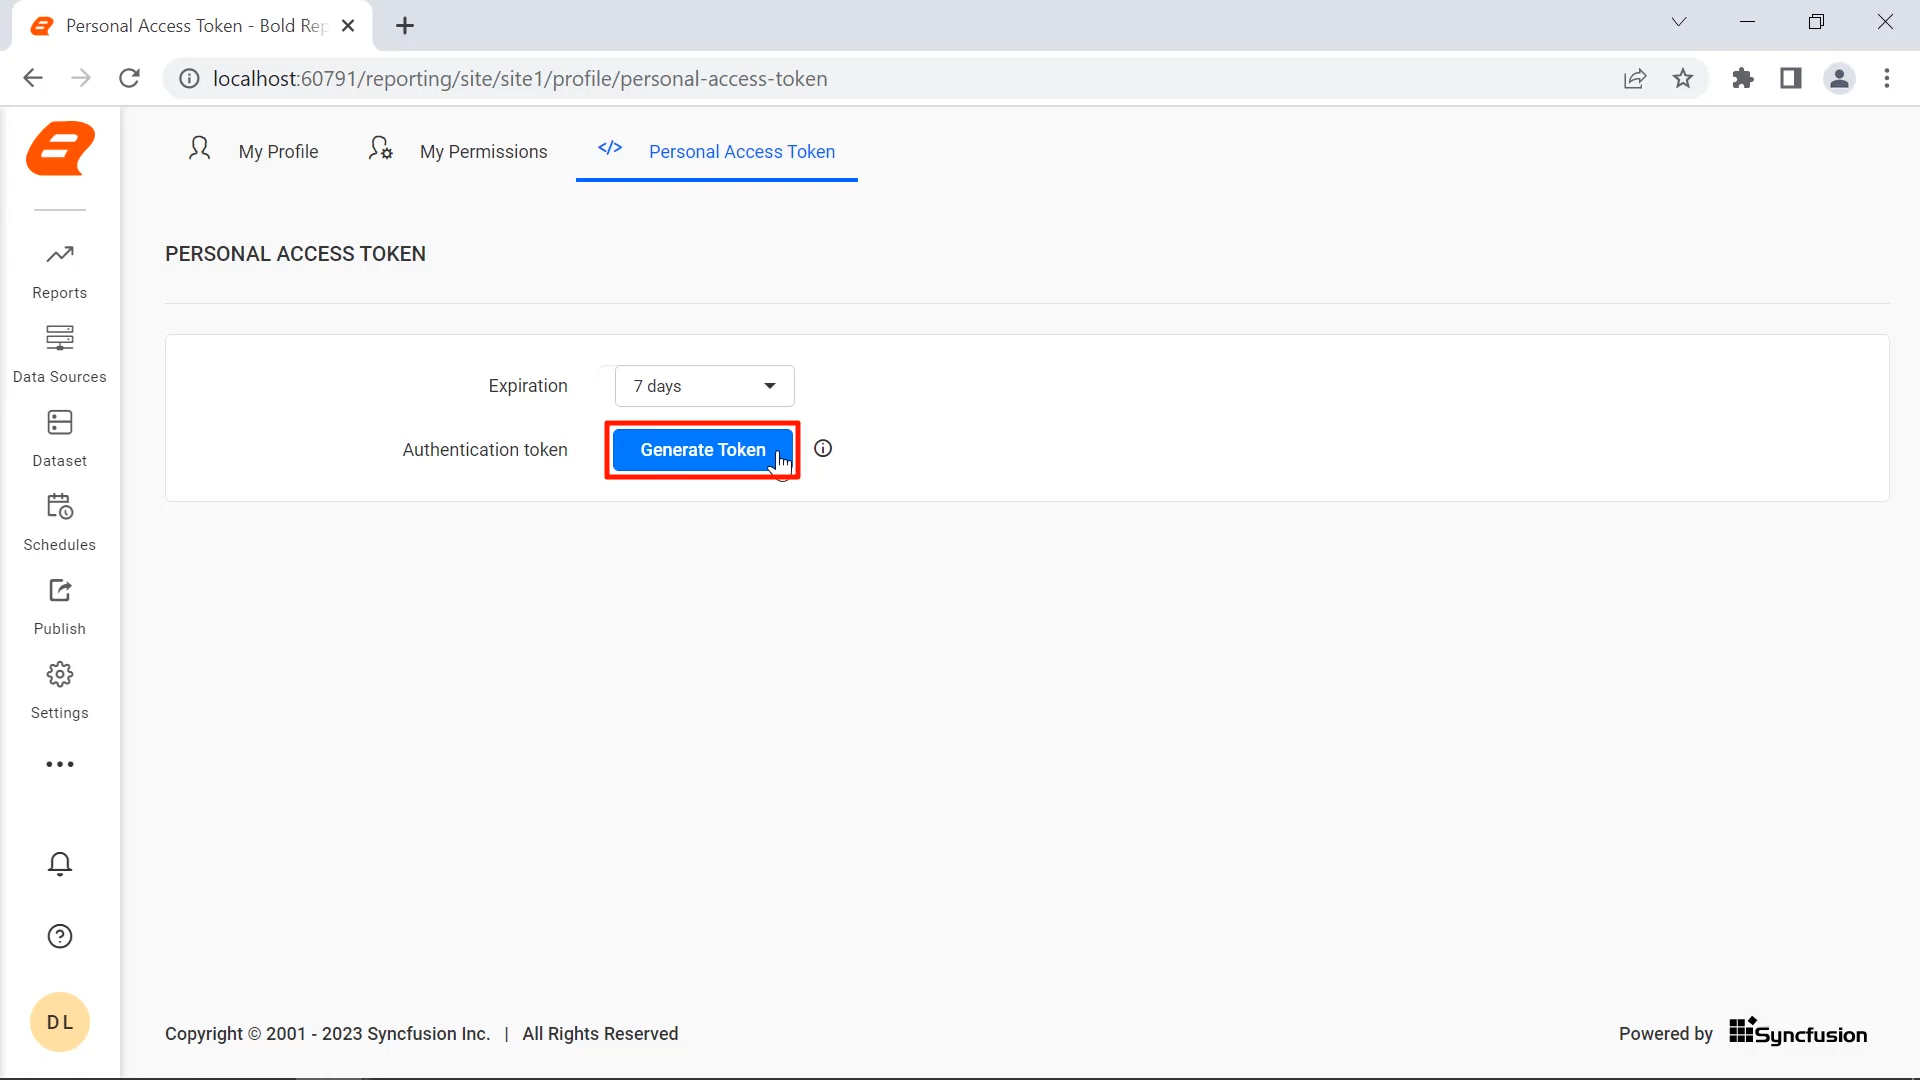 Personal Access Token - Bold Rep
localhost:60791/reporting/site/site1/profile/personal-access-token
My Profile
My Permissions
</> Personal Access Token
Reports
Data Sources
Dataset
Schedules
Publish
Settings
DL
PERSONAL ACCESS TOKEN
Expiration 7 days
Authentication token Generate Token
Copyright © 2001 - 2023 Syncfusion Inc. | All Rights Reserved
Powered by Syncfusion